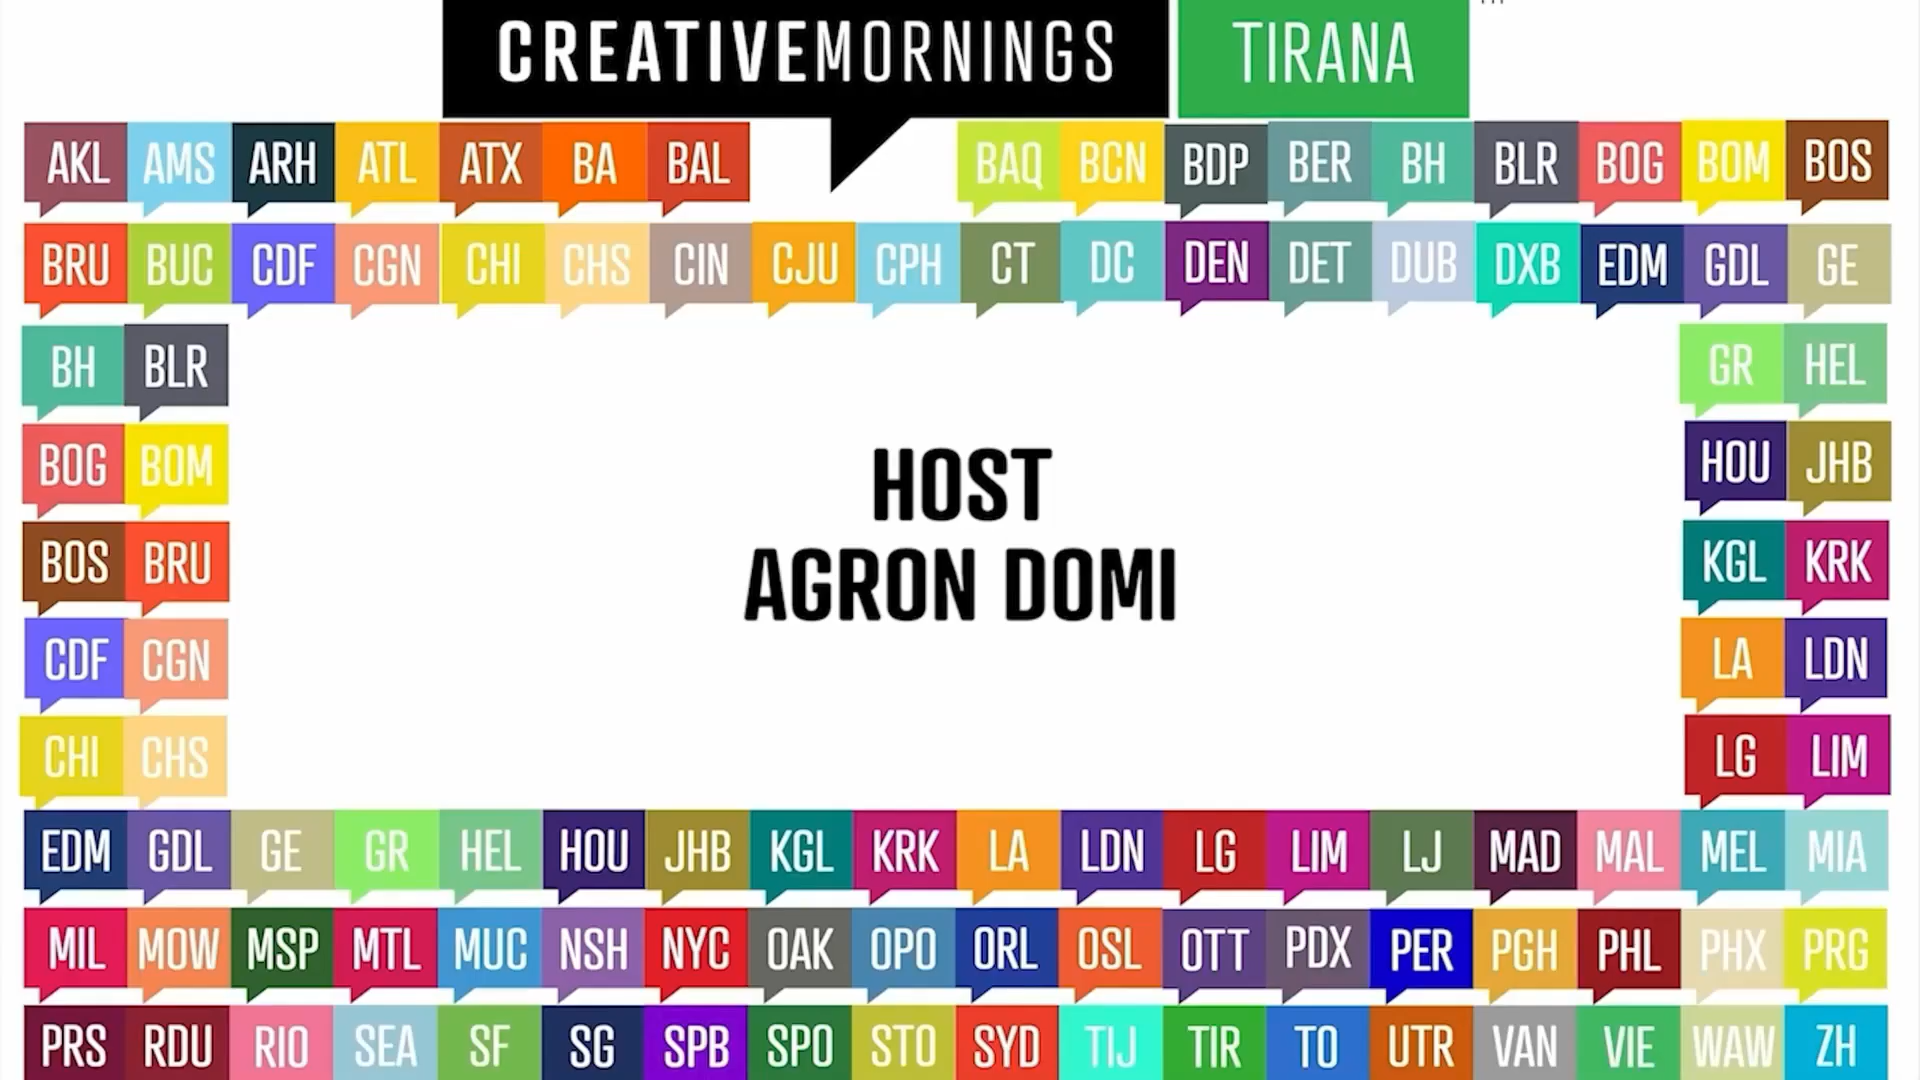 CREATIVEMORNINGS TIRANA
AKL AMS ARH ATL ATX BA BAL BAQ BCN BDP BER BH BLR BOG BOM BOS
BRU BUC CDF CGN CHI CHS CIN CJU CPH CT DC DEN DET DUB DXB EDM GDL GE
BH BLR GR HEL
BOG BOM HOU JHB
HOST
BOS BRU KGL KRK
AGRON DOMI
CDF CGN LA LDN
CHI CHS LG LIM
EDM GDL GE GR HEL HOU JHB KGL KRK LA LDN LG LIM LJ MAD MAL MEL MIA
MIL MOW MSP MTL MUC NSH NYC OAK OPO ORL OSL OTT PDX PER PGH PHL PHX PRG
PRS RDU RIO SEA SF SG SPB SPO STO SYD TIJ TIR TO UTR VAN VIE WAW ZH